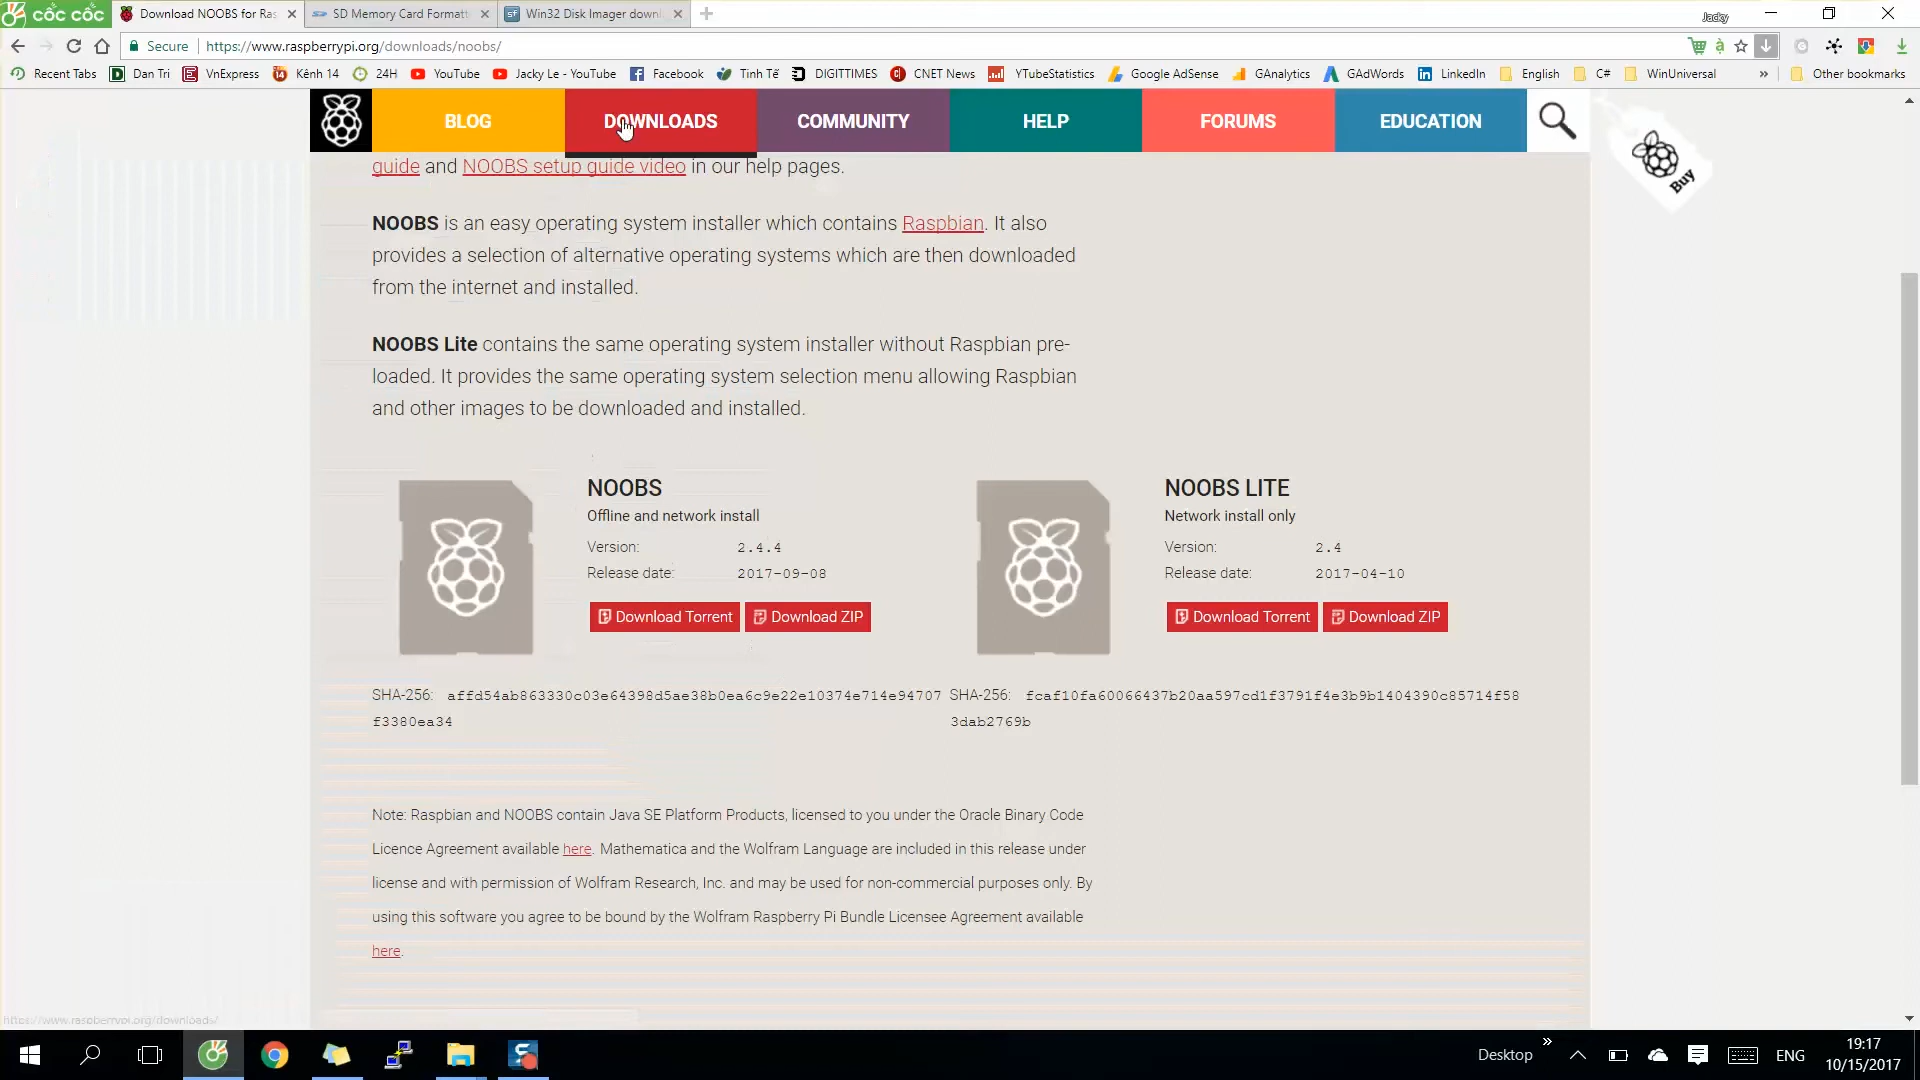 cốc cốc
Download NOOBS for Ras
SD Memory Card Formatt
Win32 Disk Imager down
Jacky
Secure
https://www.raspberrypi.org/downloads/noobs/
Recent Tabs
Dan Tri
VnExpress
Kênh 14
24H
YouTube
Jacky Le - YouTube
Facebook
Tinh Tế
DIGITTIMES
CNET News
YTubeStatistics
Google AdSense
GAnalytics
GAdWords
LinkedIn
English
C#
WinUniversal
»
Other bookmarks
BLOG
DOWNLOADS
COMMUNITY
HELP
FORUMS
EDUCATION
Buy
guide and NOOBS setup guide video in our help pages.
NOOBS is an easy operating system installer which contains Raspbian. It also
provides a selection of alternative operating systems which are then downloaded
from the internet and installed.
NOOBS Lite contains the same operating system installer without Raspbian pre-
loaded. It provides the same operating system selection menu allowing Raspbian
and other images to be downloaded and installed.
NOOBS
Offline and network install
Version: 2.4.4
Release date: 2017-09-08
Download Torrent
Download ZIP
SHA-256: affd54ab863330c03e64398d5ae38b0ea6c9e22e10374e714e94707
f3380ea34
NOOBS LITE
Network install only
Version: 2.4
Release date: 2017-04-10
Download Torrent
Download ZIP
SHA-256: fcaf10fa60066437b20aa597cd1f3791f4e3b9b1404390c85714f58
3dab2769b
Note: Raspbian and NOOBS contain Java SE Platform Products, licensed to you under the Oracle Binary Code
Licence Agreement available here. Mathematica and the Wolfram Language are included in this release under
license and with permission of Wolfram Research, Inc. and may be used for non-commercial purposes only. By
using this software you agree to be bound by the Wolfram Raspberry Pi Bundle Licensee Agreement available
here.
https://www.raspberrypi.org/downloads/
Desktop
»
ENG
19:17
10/15/2017